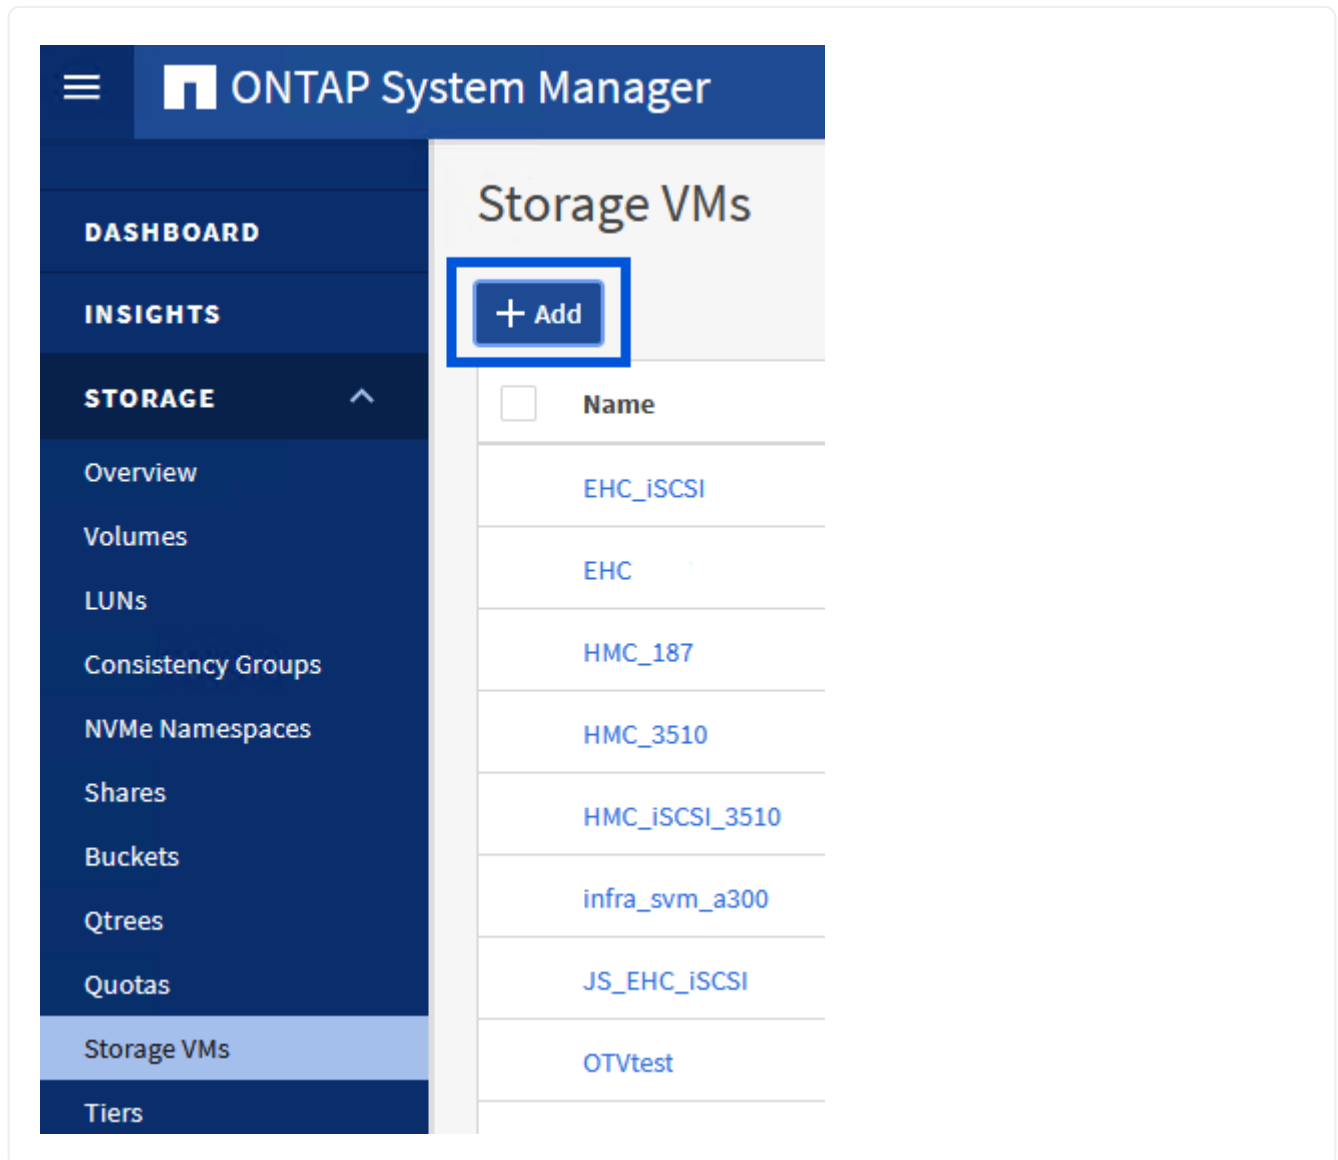 ONTAP System Manager
DASHBOARD
INSIGHTS
STORAGE
Overview
Volumes
LUNs
Consistency Groups
NVMe Namespaces
Shares
Buckets
Qtrees
Quotas
Storage VMs
Tiers
Storage VMs
+ Add
Name
EHC_iSCSI
EHC
HMC_187
HMC_3510
HMC_iSCSI_3510
infra_svm_a300
JS_EHC_iSCSI
OTVtest